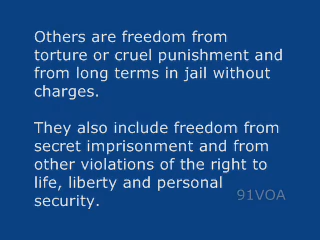 Others are freedom from
torture or cruel punishment and
from long terms in jail without
charges.
They also include freedom from
secret imprisonment and from
other violations of the right to
life, liberty and personal
security.
91VOA